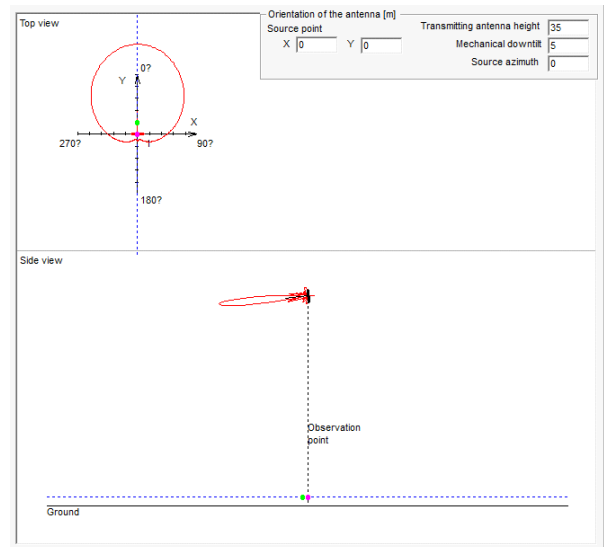 Top view
Orientation of the antenna [m]
Source point
X 0 Y 0
Transmitting antenna height 35
Mechanical downtilt 5
Source azimuth 0
0?
Y
X
270?
1
90?
180?
Side view
Observation
point
Ground